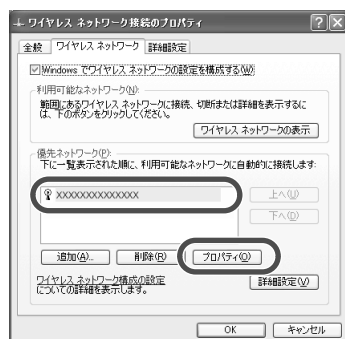 ワイヤレス ネットワーク接続のプロパティ
全般 ワイヤレス ネットワーク 詳細設定
Windows でワイヤレス ネットワークの設定を構成する(W)
利用可能なネットワーク(N):
範囲にあるワイヤレス ネットワークに接続、切断または詳細を表示するに
は、下のボタンをクリックしてください。
ワイヤレス ネットワークの表示
優先ネットワーク(P):
下に一覧表示された順に、利用可能なネットワークに自動的に接続します:
XXXXXXXXXXXXXX
上へ(U)
下へ(D)
追加(A)... 削除(R) プロパティ(O)
ワイヤレス ネットワーク構成の設定
についての詳細を表示します。
詳細設定(V)
OK キャンセル